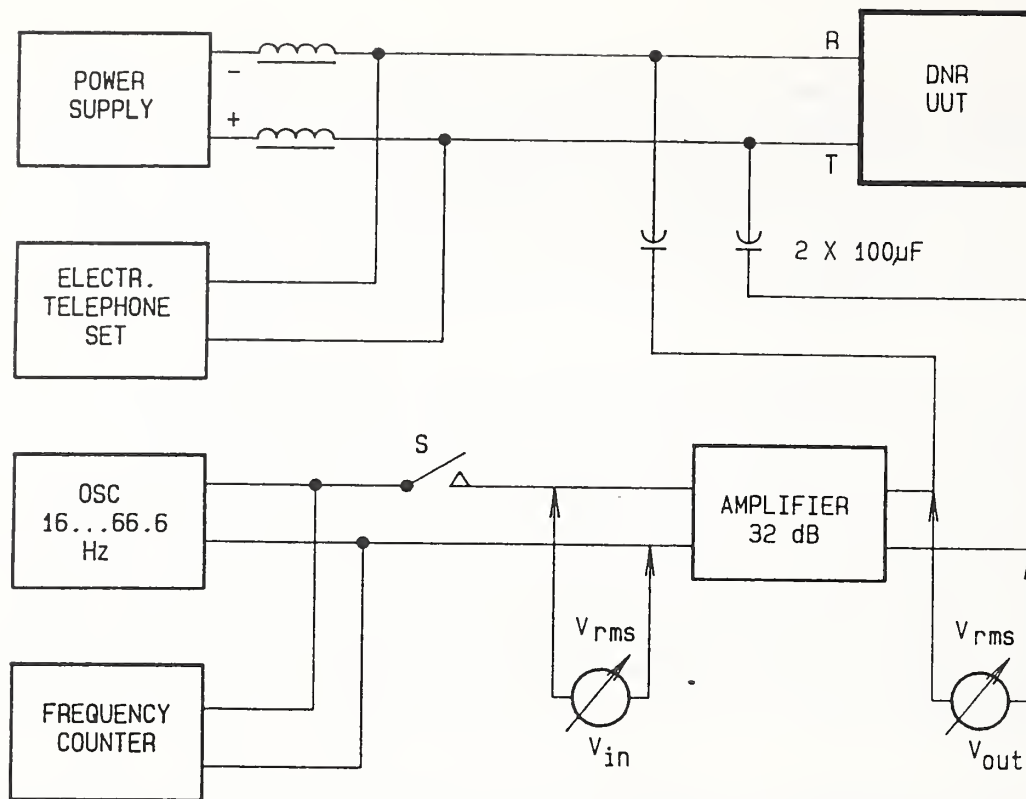 POWER
SUPPLY
-
+
R
T
DNR
UUT
2 X 100µF
ELECTR.
TELEPHONE
SET
S
OSC
16...66.6
Hz
AMPLIFIER
32 dB
Vrms
Vin
Vrms
Vout
FREQUENCY
COUNTER